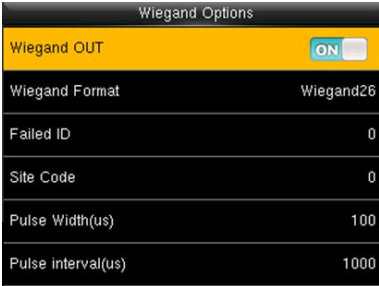 Wiegand Options
Wiegand OUT ON
Wiegand Format Wiegand26
Failed ID 0
Site Code 0
Pulse Width(us) 100
Pulse interval(us) 1000